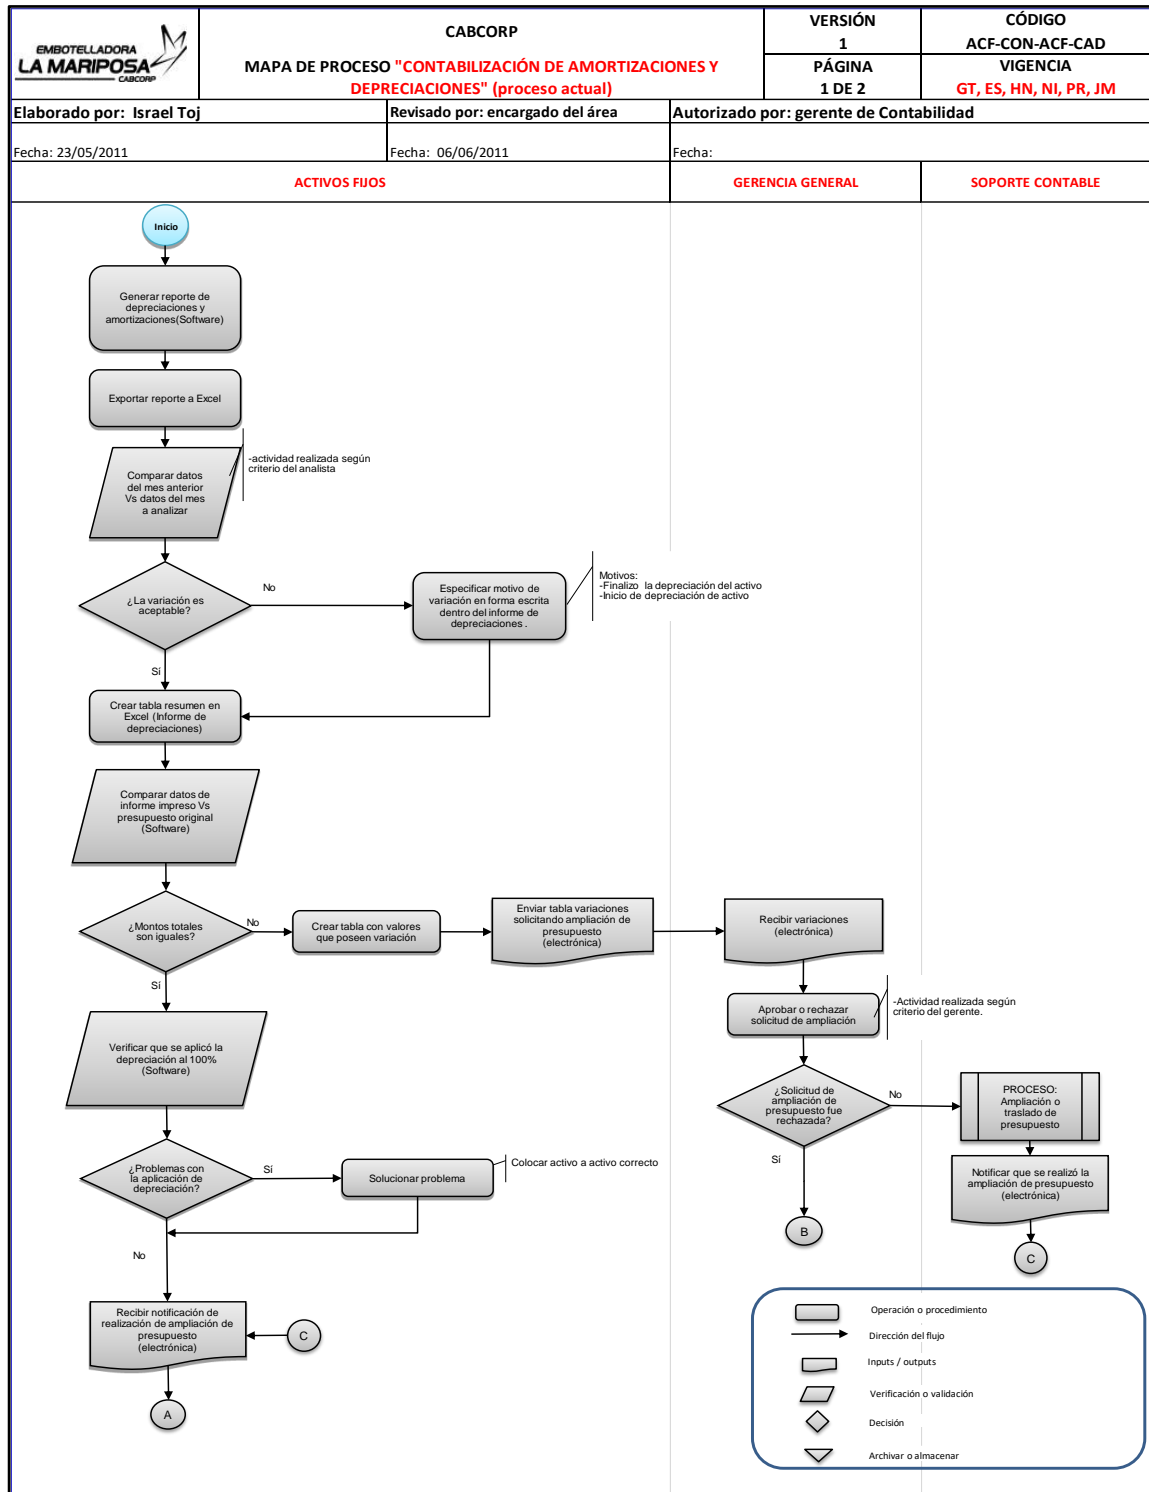 EMBOTELLADORA
LA MARIPOSA
CABCORP
CABCORP
MAPA DE PROCESO "CONTABILIZACIÓN DE AMORTIZACIONES Y
DEPRECIACIONES" (proceso actual)
VERSIÓN
1
PÁGINA
1 DE 2
CÓDIGO
ACF-CON-ACF-CAD
VIGENCIA
GT, ES, HN, NI, PR, JM
Elaborado por: Israel Toj
Revisado por: encargado del área
Autorizado por: gerente de Contabilidad
Fecha: 23/05/2011
Fecha: 06/06/2011
Fecha:
ACTIVOS FIJOS
GERENCIA GENERAL
SOPORTE CONTABLE
Inicio
Generar reporte de
depreciaciones y
amortizaciones(Software)
Exportar reporte a Excel
Comparar datos
del mes anterior
Vs datos del mes
a analizar
-actividad realizada según
criterio del analista
¿La variación es
aceptable?
No
Especificar motivo de
variación en forma escrita
dentro del informe de
depreciaciones .
Motivos:
-Finalizo  la depreciación del activo
-Inicio de depreciación de activo
Sí
Crear tabla resumen en
Excel (Informe de
depreciaciones)
Comparar datos de
informe impreso Vs
presupuesto original
(Software)
¿Montos totales
son iguales?
No
Crear tabla con valores
que poseen variación
Enviar tabla variaciones
solicitando ampliación de
presupuesto
(electrónica)
Recibir variaciones
(electrónica)
Sí
Aprobar o rechazar
solicitud de ampliación
-Actividad realizada según
criterio del gerente.
Verificar que se aplicó la
depreciación al 100%
(Software)
¿Solicitud de
ampliación de
presupuesto fue
rechazada?
No
PROCESO:
Ampliación o
traslado de
presupuesto
Sí
¿Problemas con
la aplicación de
depreciación?
Sí
Solucionar problema
Colocar activo a activo correcto
Notificar que se realizó la
ampliación de presupuesto
(electrónica)
B
C
No
Recibir notificación de
realización de ampliación de
presupuesto
(electrónica)
C
A
Operación o procedimiento
Dirección del flujo
Inputs / outputs
Verificación o validación
Decisión
Archivar o almacenar